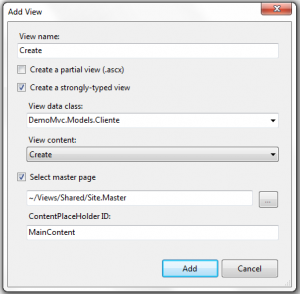 Add View
View name:
Create
Create a partial view (.ascx)
Create a strongly-typed view
View data class:
DemoMvc.Models.Cliente
View content:
Create
Select master page
~/Views/Shared/Site.Master
...
ContentPlaceHolder ID:
MainContent
Add
Cancel